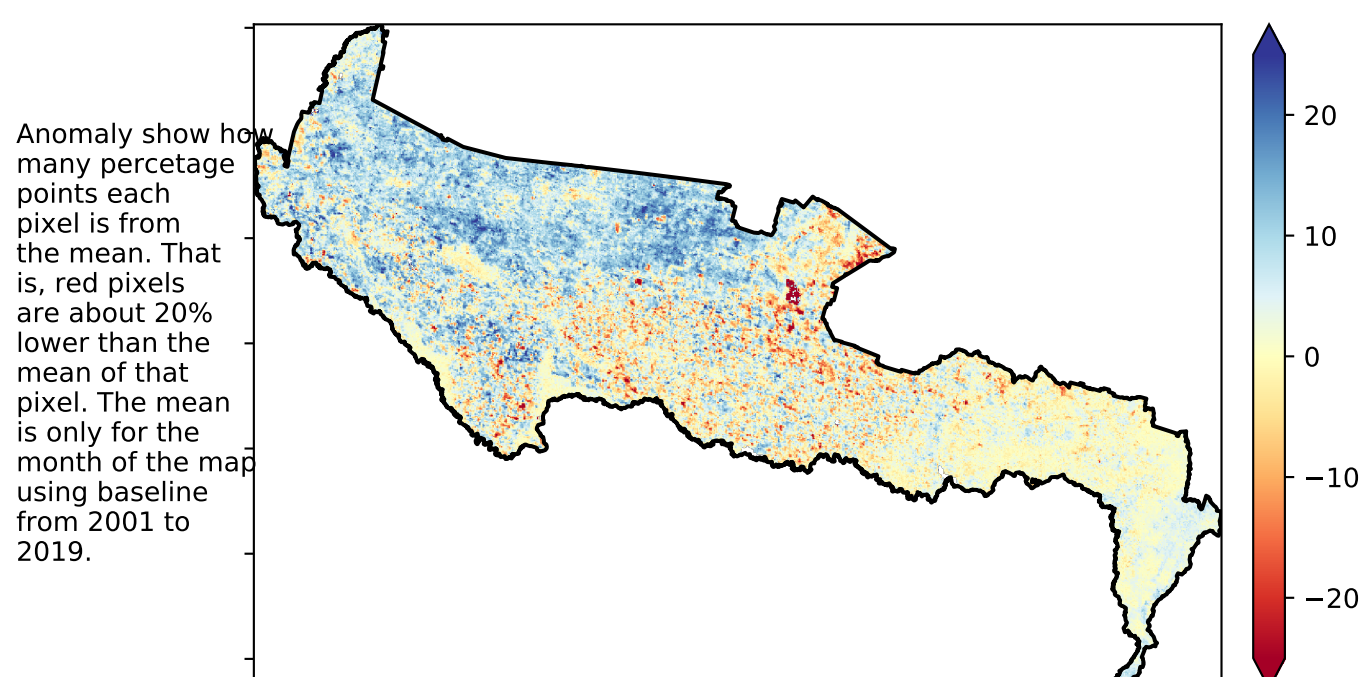 Anomaly show how
many percetage
points each
pixel is from
the mean. That
is, red pixels
are about 20%
lower than the
mean of that
pixel. The mean
is only for the
month of the map
using baseline
from 2001 to
2019.
20
10
0
−10
−20